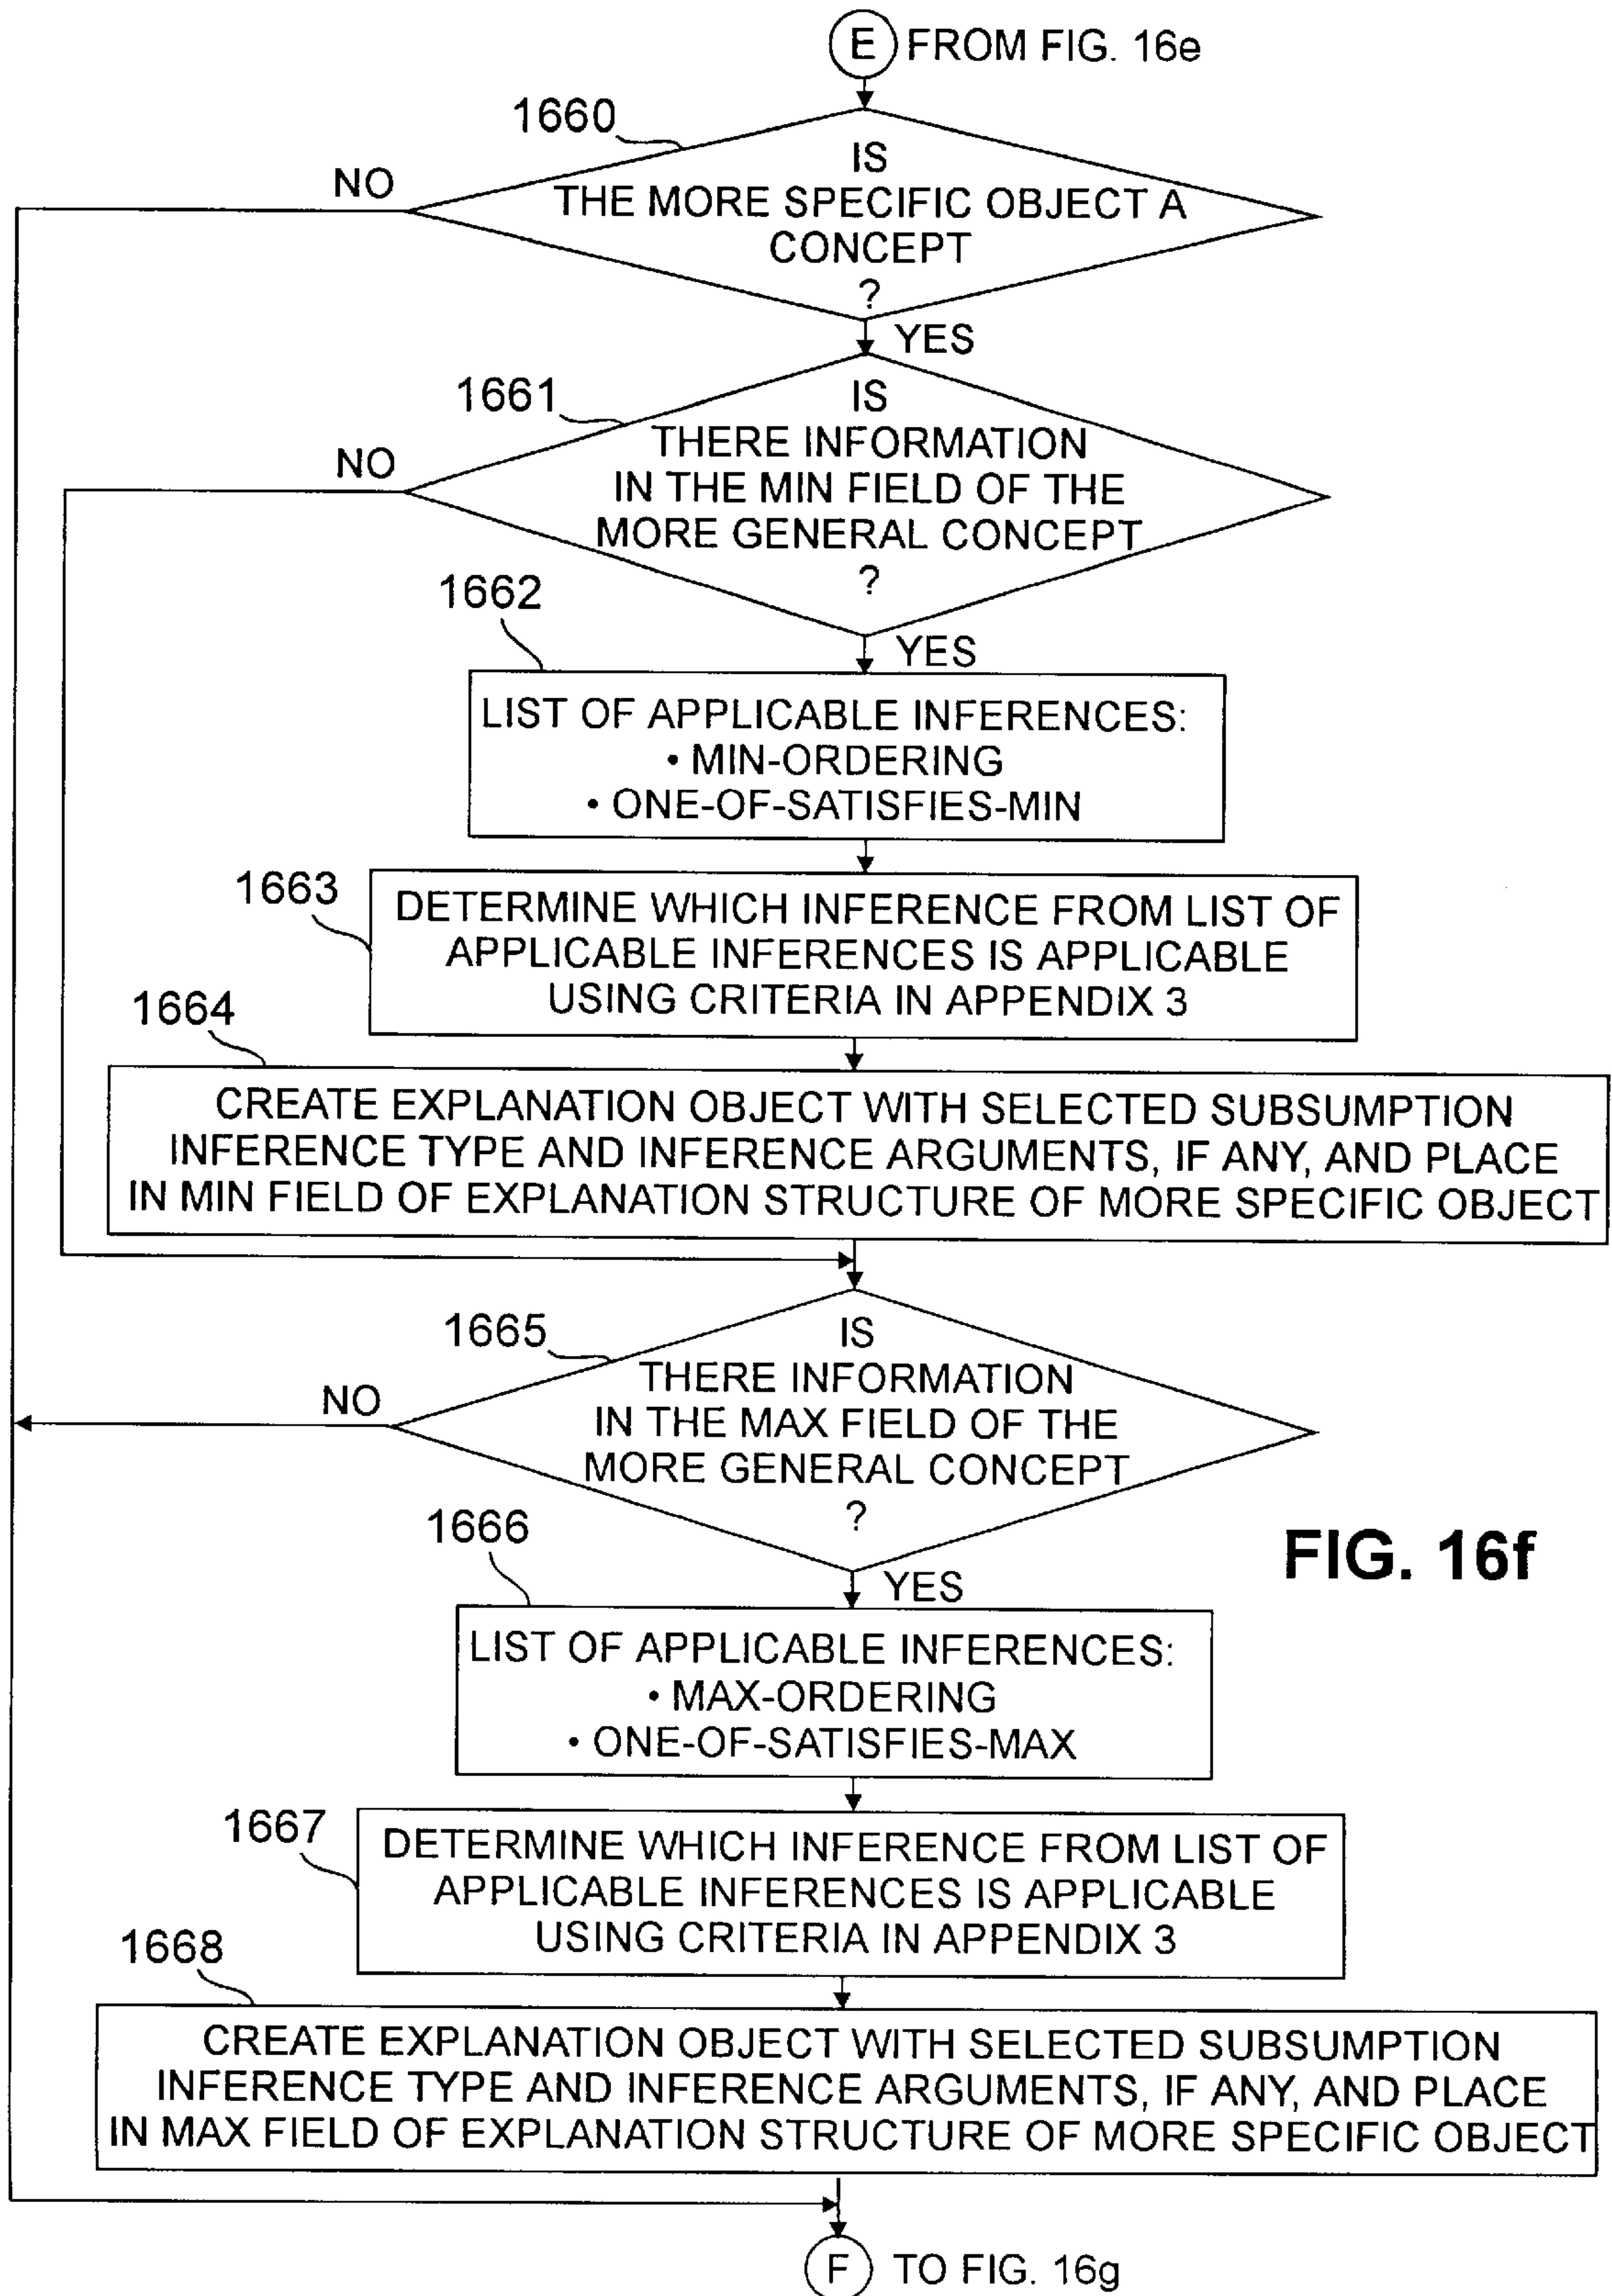 E FROM FIG. 16e
1660
IS
NO
THE MORE SPECIFIC OBJECT A
CONCEPT
?
YES
1661
IS
THERE INFORMATION
NO
IN THE MIN FIELD OF THE
MORE GENERAL CONCEPT
?
1662
YES
LIST OF APPLICABLE INFERENCES:
• MIN-ORDERING
• ONE-OF-SATISFIES-MIN
1663
DETERMINE WHICH INFERENCE FROM LIST OF
APPLICABLE INFERENCES IS APPLICABLE
USING CRITERIA IN APPENDIX 3
1664
CREATE EXPLANATION OBJECT WITH SELECTED SUBSUMPTION
INFERENCE TYPE AND INFERENCE ARGUMENTS, IF ANY, AND PLACE
IN MIN FIELD OF EXPLANATION STRUCTURE OF MORE SPECIFIC OBJECT
1665
IS
THERE INFORMATION
NO
IN THE MAX FIELD OF THE
MORE GENERAL CONCEPT
?
1666
FIG. 16f
YES
LIST OF APPLICABLE INFERENCES:
• MAX-ORDERING
• ONE-OF-SATISFIES-MAX
1667
DETERMINE WHICH INFERENCE FROM LIST OF
APPLICABLE INFERENCES IS APPLICABLE
USING CRITERIA IN APPENDIX 3
1668
CREATE EXPLANATION OBJECT WITH SELECTED SUBSUMPTION
INFERENCE TYPE AND INFERENCE ARGUMENTS, IF ANY, AND PLACE
IN MAX FIELD OF EXPLANATION STRUCTURE OF MORE SPECIFIC OBJECT
F TO FIG. 16g